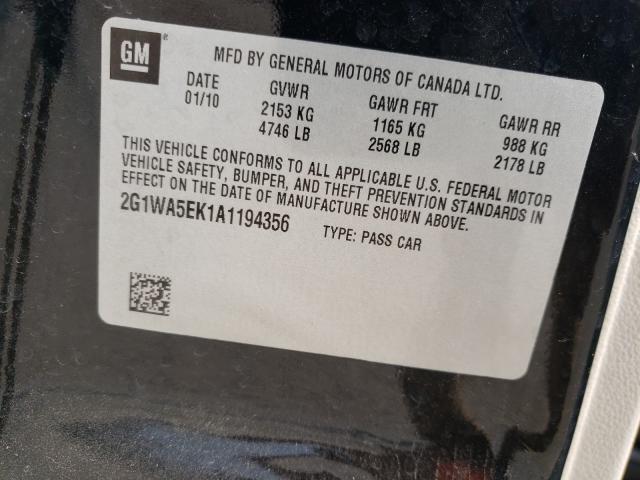 GM
MFD BY GENERAL MOTORS OF CANADA LTD.
DATE GVWR GAWR FRT GAWR RR
01/10 2153 KG 1165 KG 988 KG
4746 LB 2568 LB 2178 LB
THIS VEHICLE CONFORMS TO ALL APPLICABLE U.S. FEDERAL MOTOR
VEHICLE SAFETY, BUMPER, AND THEFT PREVENTION STANDARDS IN
EFFECT ON THE DATE OF MANUFACTURE SHOWN ABOVE.
2G1WA5EK1A1194356 TYPE: PASS CAR